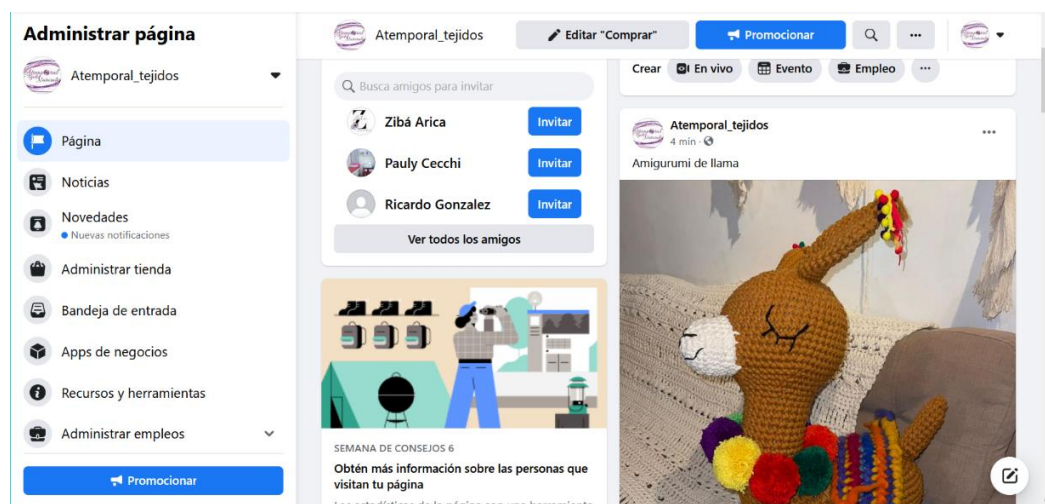 Administrar página
Atemporal_tejidos
Página
Noticias
Novedades
Nuevas notificaciones
Administrar tienda
Bandeja de entrada
Apps de negocios
Recursos y herramientas
Administrar empleos
Promocionar
Atemporal_tejidos
Editar "Comprar"
Promocionar
Busca amigos para invitar
Zibá Arica
Invitar
Pauly Cecchi
Invitar
Ricardo Gonzalez
Invitar
Ver todos los amigos
SEMANA DE CONSEJOS 6
Obtén más información sobre las personas que
visitan tu página
Crear
En vivo
Evento
Empleo
Atemporal_tejidos
4 min ·
Amigurumi de llama